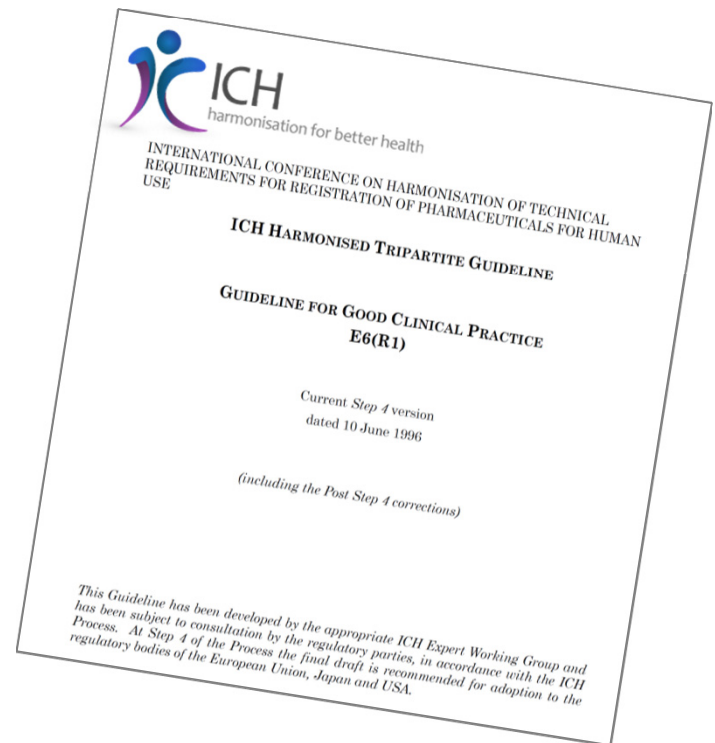 ICH
harmonisation for better health
INTERNATIONAL CONFERENCE ON HARMONISATION OF TECHNICAL
REQUIREMENTS FOR REGISTRATION OF PHARMACEUTICALS FOR HUMAN
USE
ICH HARMONISED TRIPARTITE GUIDELINE
GUIDELINE FOR GOOD CLINICAL PRACTICE
E6(R1)
Current Step 4 version
dated 10 June 1996
(including the Post Step 4 corrections)
This Guideline has been developed by the appropriate ICH Expert Working Group and
has been subject to consultation by the regulatory parties, in accordance with the ICH
Process. At Step 4 of the Process the final draft is recommended for adoption to the
regulatory bodies of the European Union, Japan and USA.